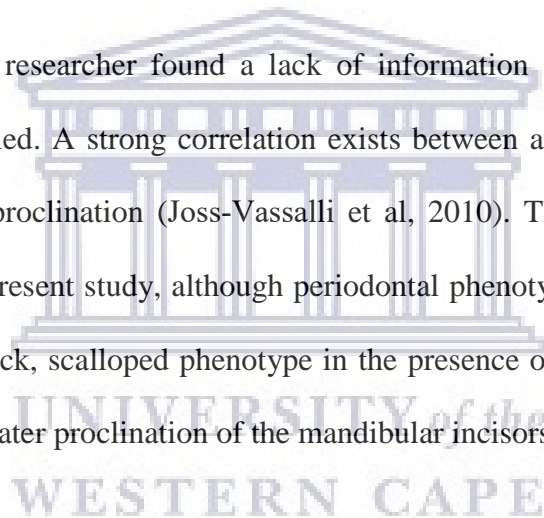 researcher found a lack of information
ied. A strong correlation exists between a
proclination (Joss-Vassalli et al, 2010). T
resent study, although periodontal phenoty
ck, scalloped phenotype in the presence o
UNIVERSITY of the
ater proclination of the mandibular incisors
WESTERN CAPE